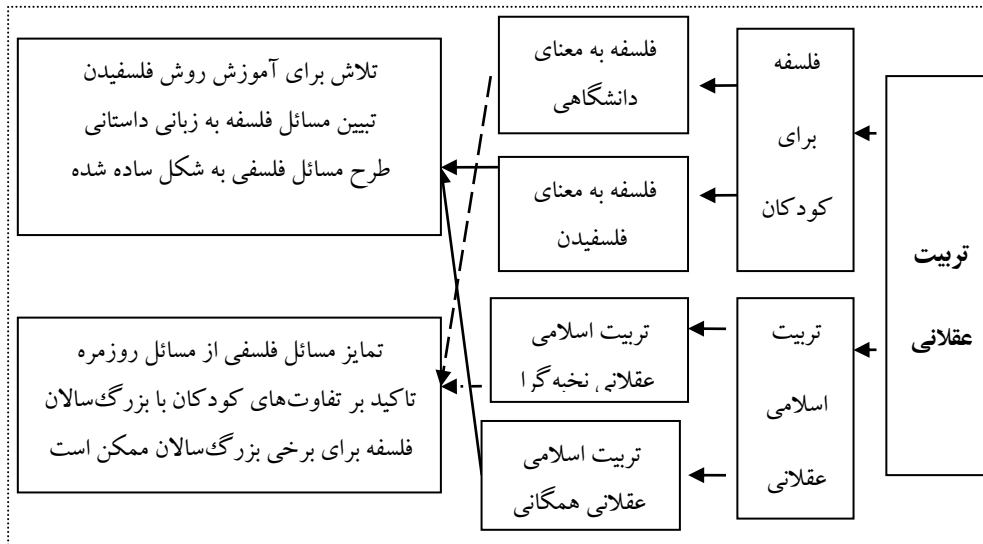 تربیت
عقلانی
فلسفه
برای
کودکان
تربیت
اسلامی
عقلانی
فلسفه به معنای
دانشگاهی
فلسفه به معنای
فلسفیدن
تربیت اسلامی
عقلانی نخبه‌گرا
تربیت اسلامی
عقلانی همگانی
تلاش برای آموزش روش فلسفیدن
تبیین مسائل فلسفه به زبانی داستانی
طرح مسائل فلسفی به شکل ساده شده
تمایز مسائل فلسفی از مسائل روزمره
تاکید بر تفاوت‌های کودکان با بزرگ‌سالان
فلسفه برای برخی بزرگ‌سالان ممکن است